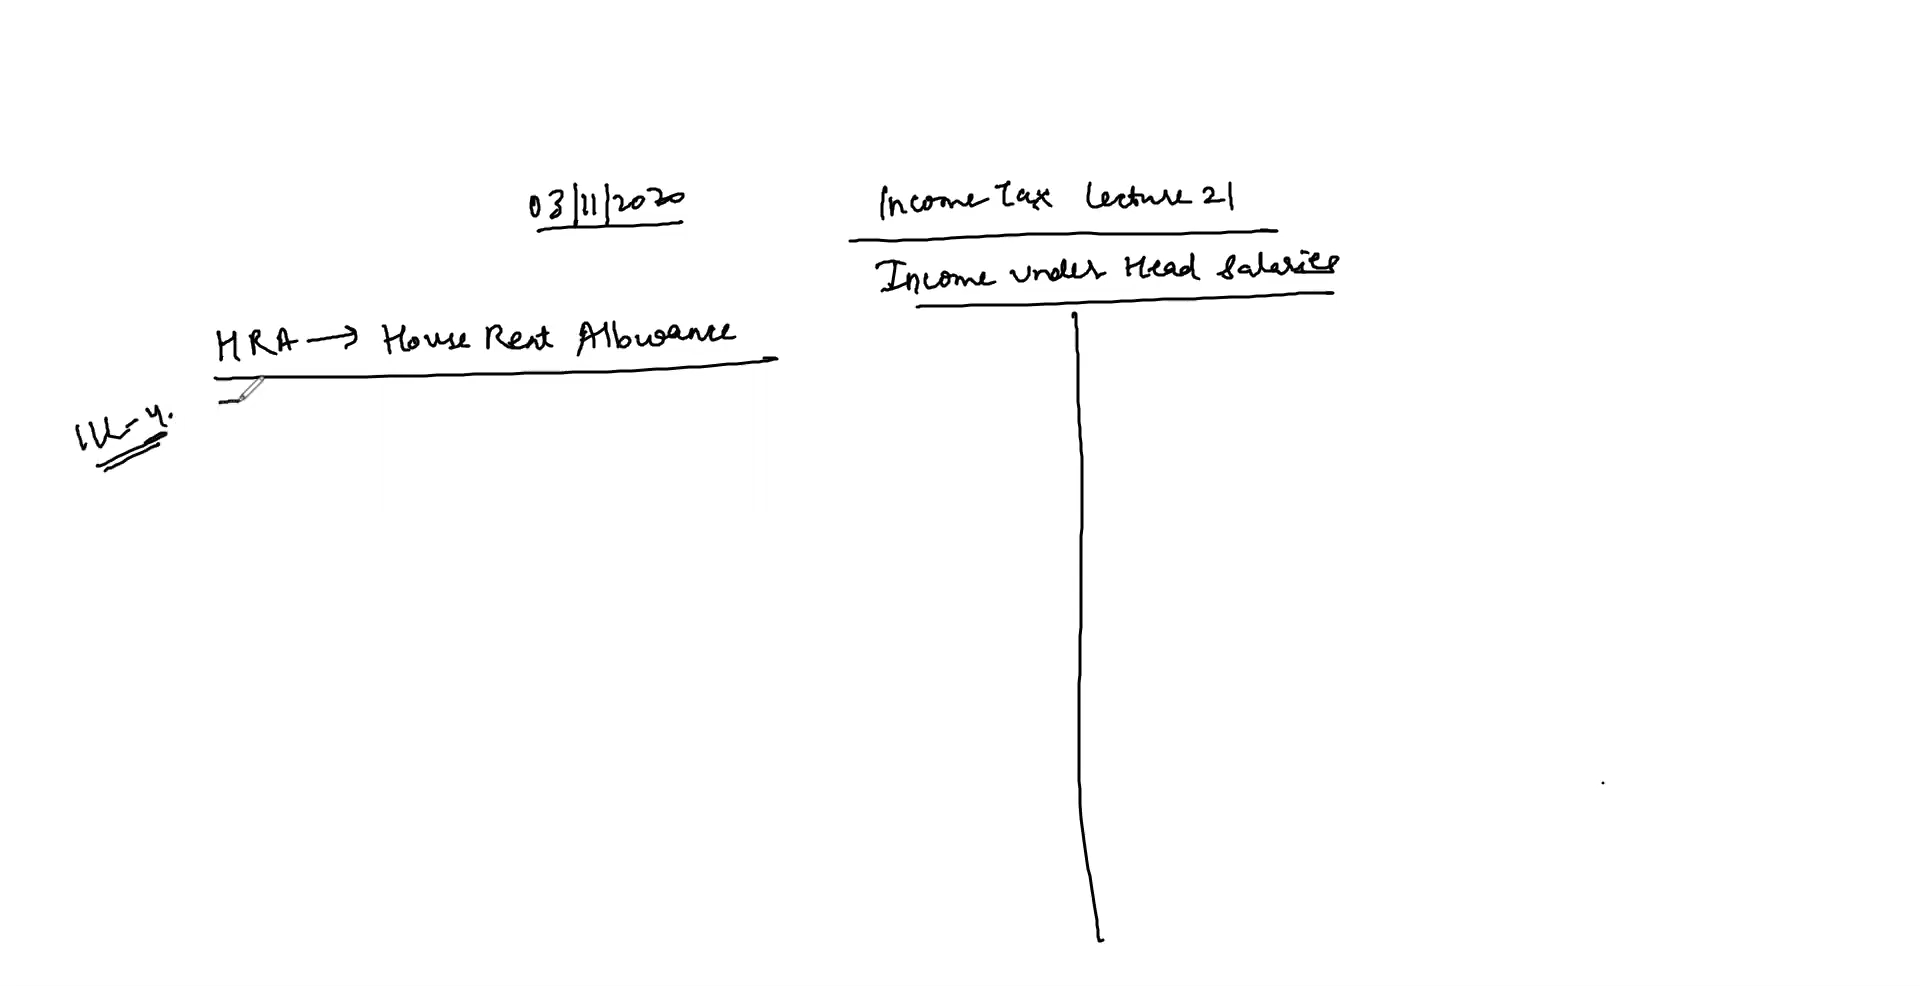 03/11/2020
Income Tax Lecture 21
Income under Head Salaries
HRA → House Rent Allowance
Ill-4.